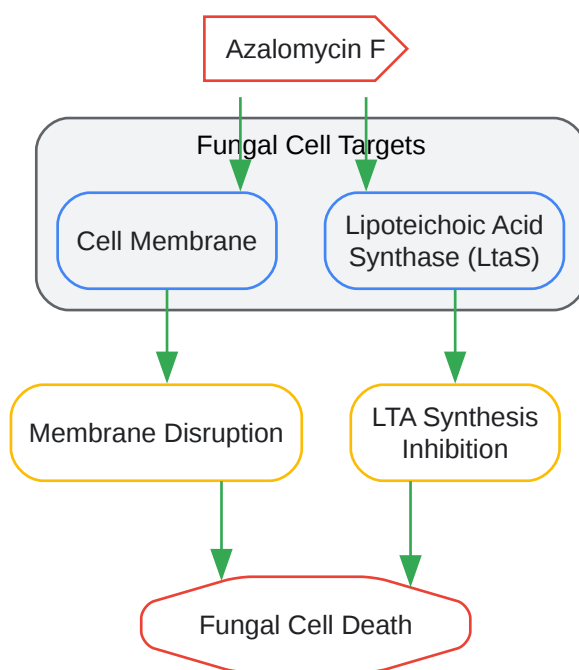 Azalomycin F
Fungal Cell Targets
Cell Membrane
Lipoteichoic Acid
Synthase (LtaS)
Membrane Disruption
LTA Synthesis
Inhibition
Fungal Cell Death